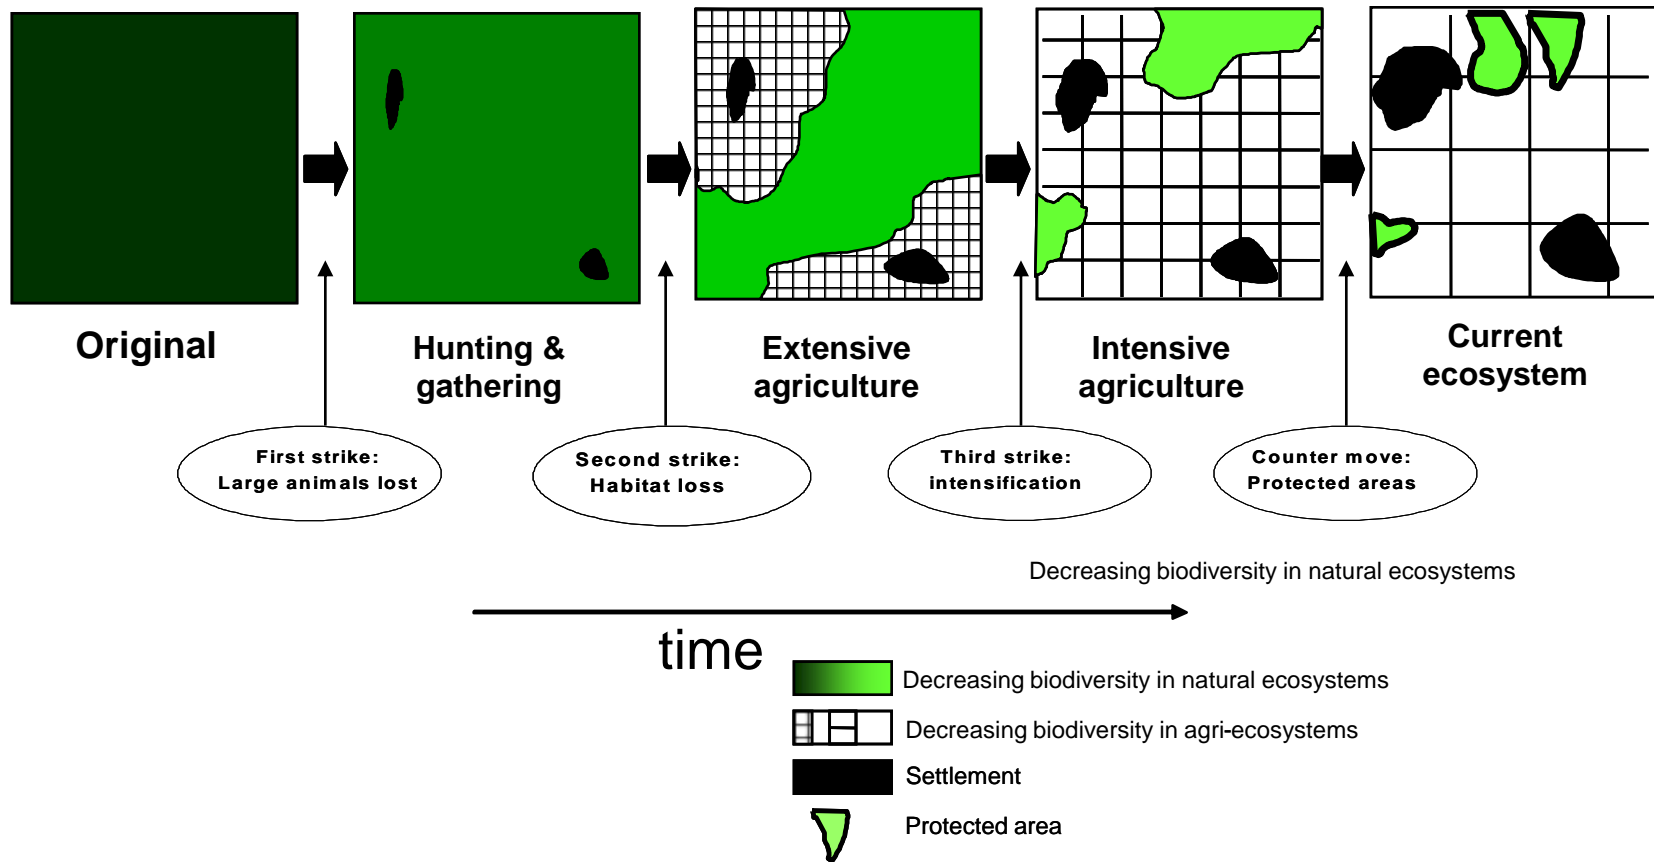 Original
Hunting &
gathering
Extensive
agriculture
Intensive
agriculture
Current
ecosystem
First strike:
Large animals lost
Second strike:
Habitat loss
Third strike:
intensification
Counter move:
Protected areas
Decreasing biodiversity in natural ecosystems
time
Decreasing biodiversity in natural ecosystems
Decreasing biodiversity in agri-ecosystems
Settlement
Protected area